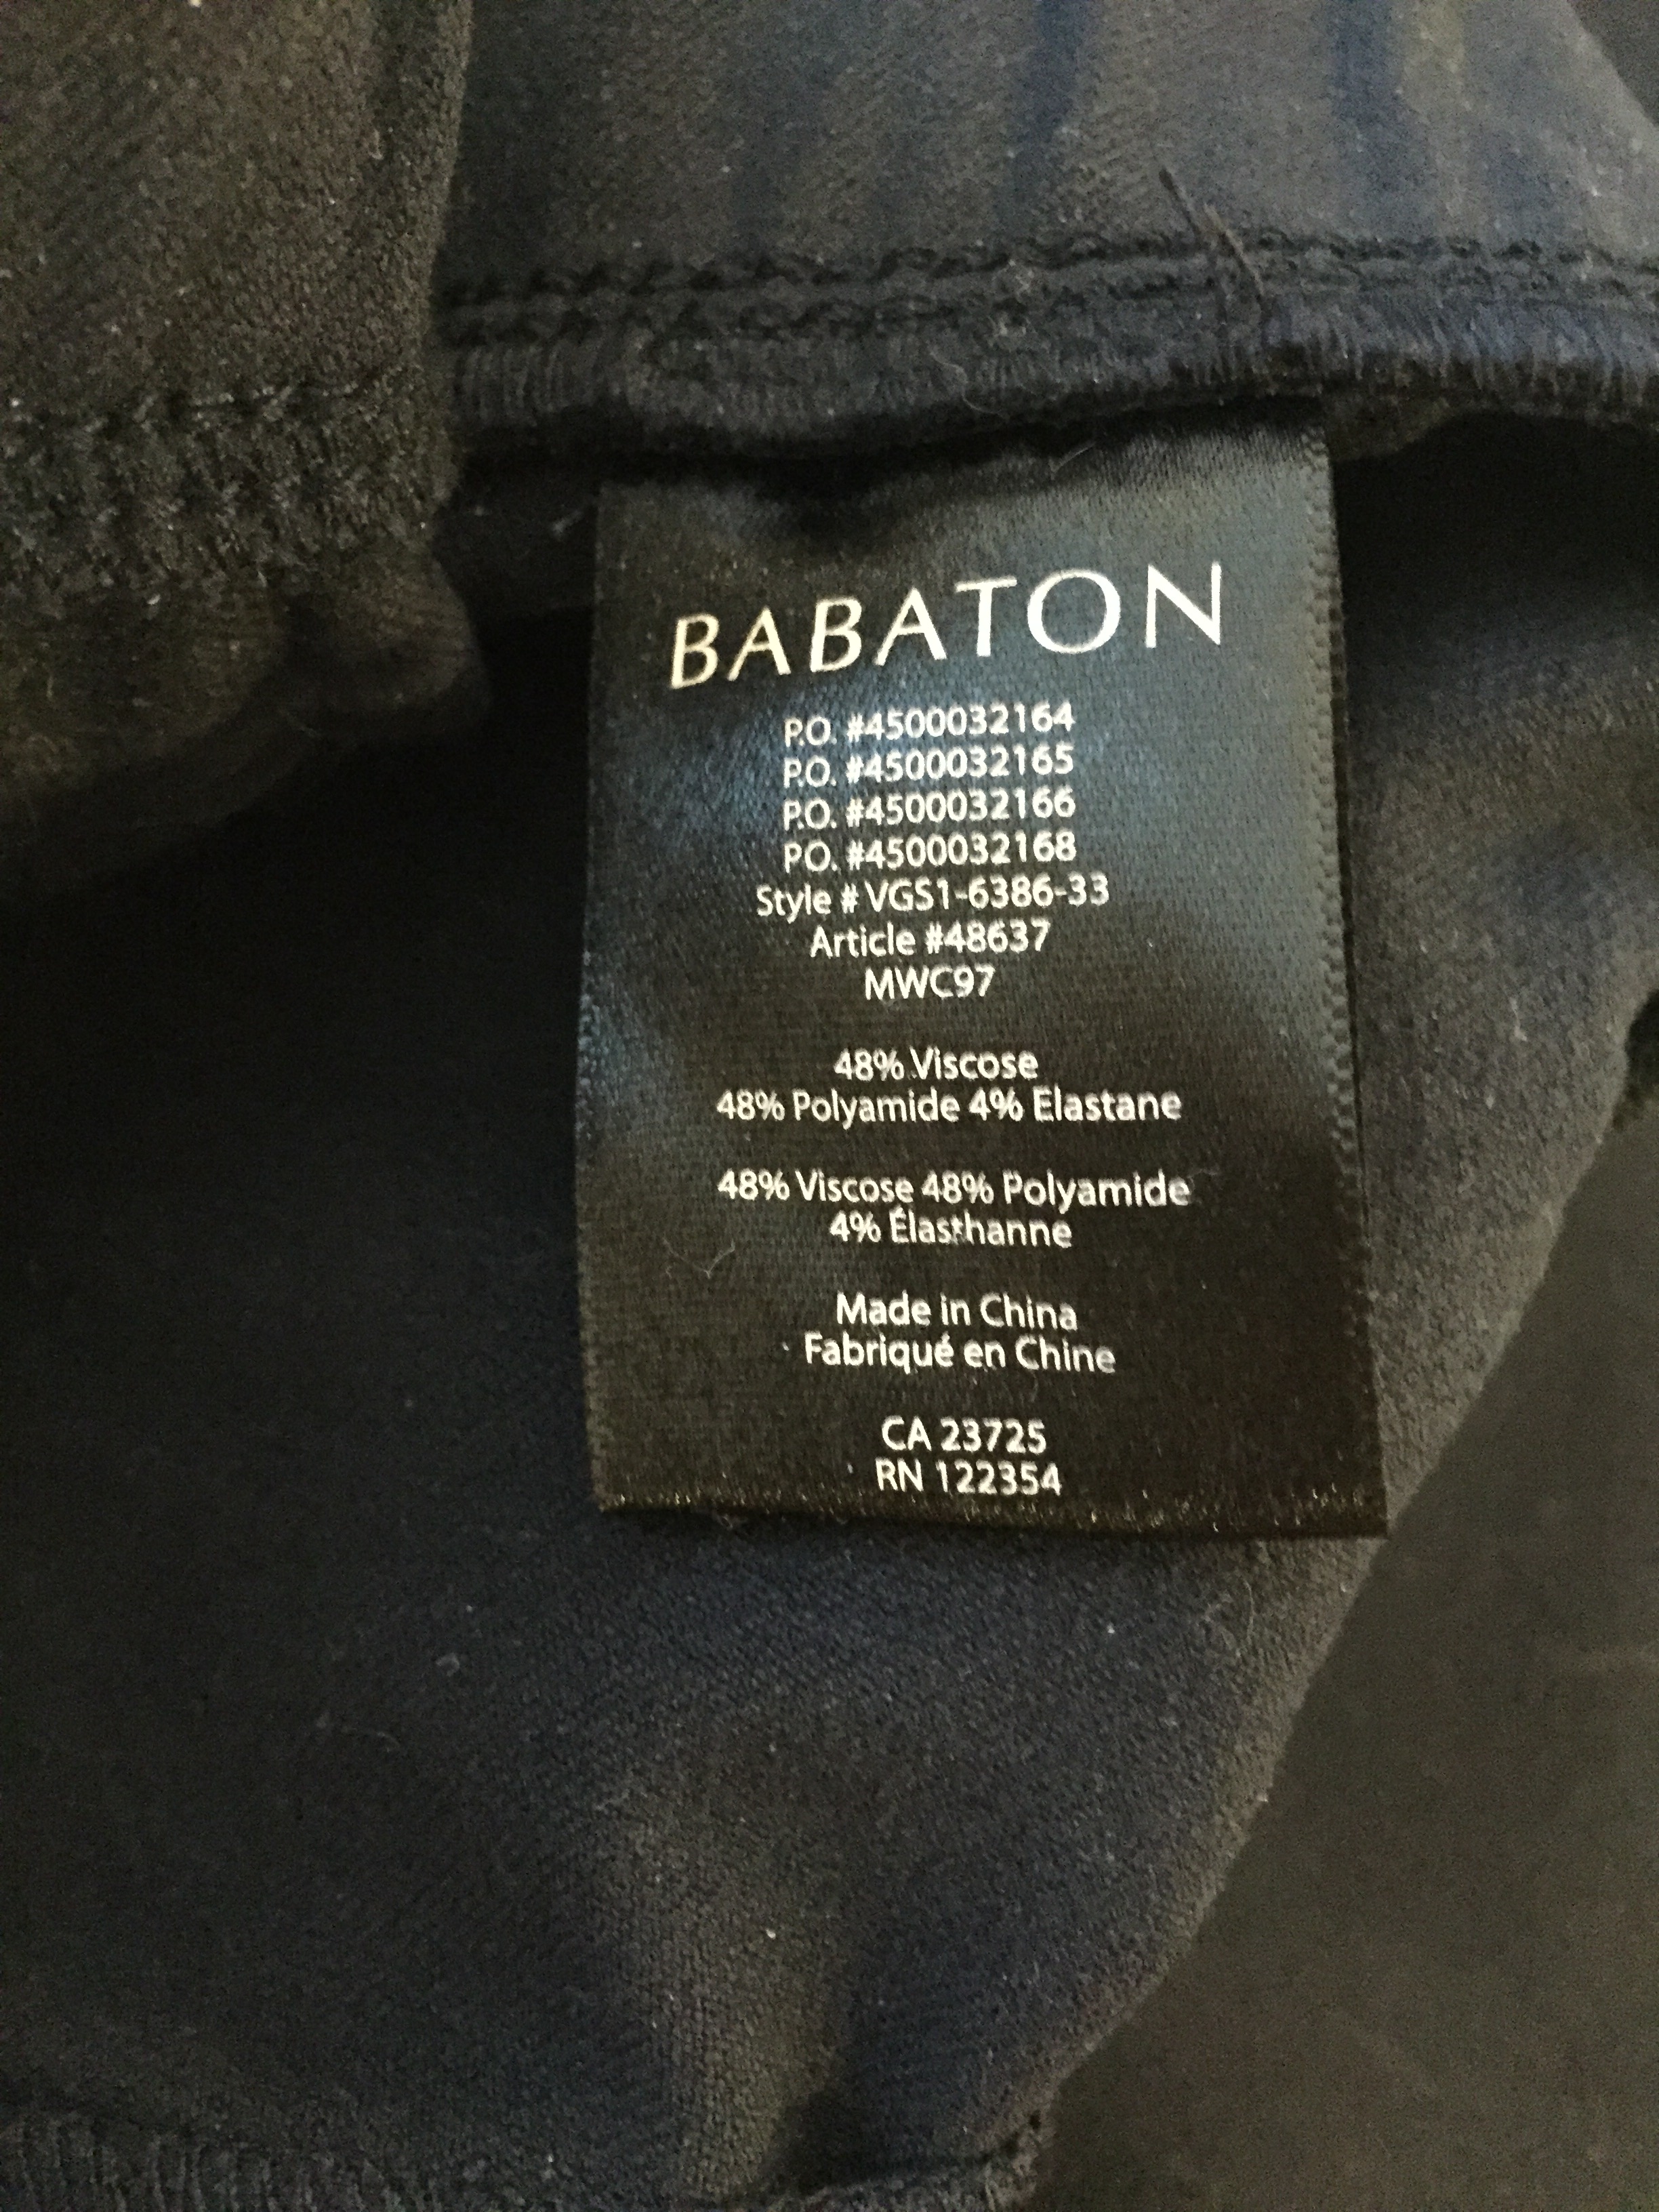 BABATON
P.O. #4500032164
P.O. #4500032165
P.O. #4500032166
PO. #4500032168
Style # VGS1-6386-33
Article #48637
MWC97
48% Viscose
48% Polyamide 4% Elastane
48% Viscose 48% Polyamide
4% Élasthanne
Made in China
Fabriqué en Chine
CA 23725
RN 122354